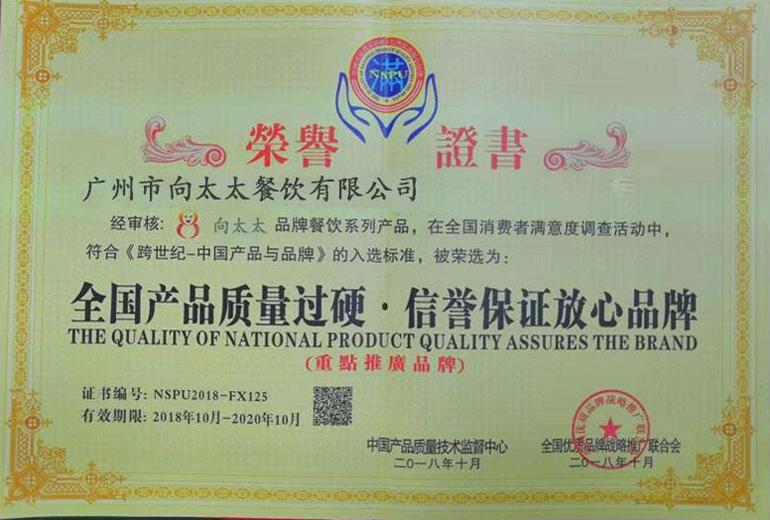 NSPU
榮譽 證書
广州市向太太餐饮有限公司
经审核: 向太太 品牌餐饮系列产品，在全国消费者满意度调查活动中，
符合《跨世纪-中国产品与品牌》的入选标准，被荣选为：
全国产品质量过硬·信誉保证放心品牌
THE QUALITY OF NATIONAL PRODUCT QUALITY ASSURES THE BRAND
(重點推廣品牌)
证书编号: NSPU2018-FX125
有效期限: 2018年10月-2020年10月
中国产品质量技术监督中心 全国优质品牌战略推广联合会
二〇一八年十月 二〇一八年十月